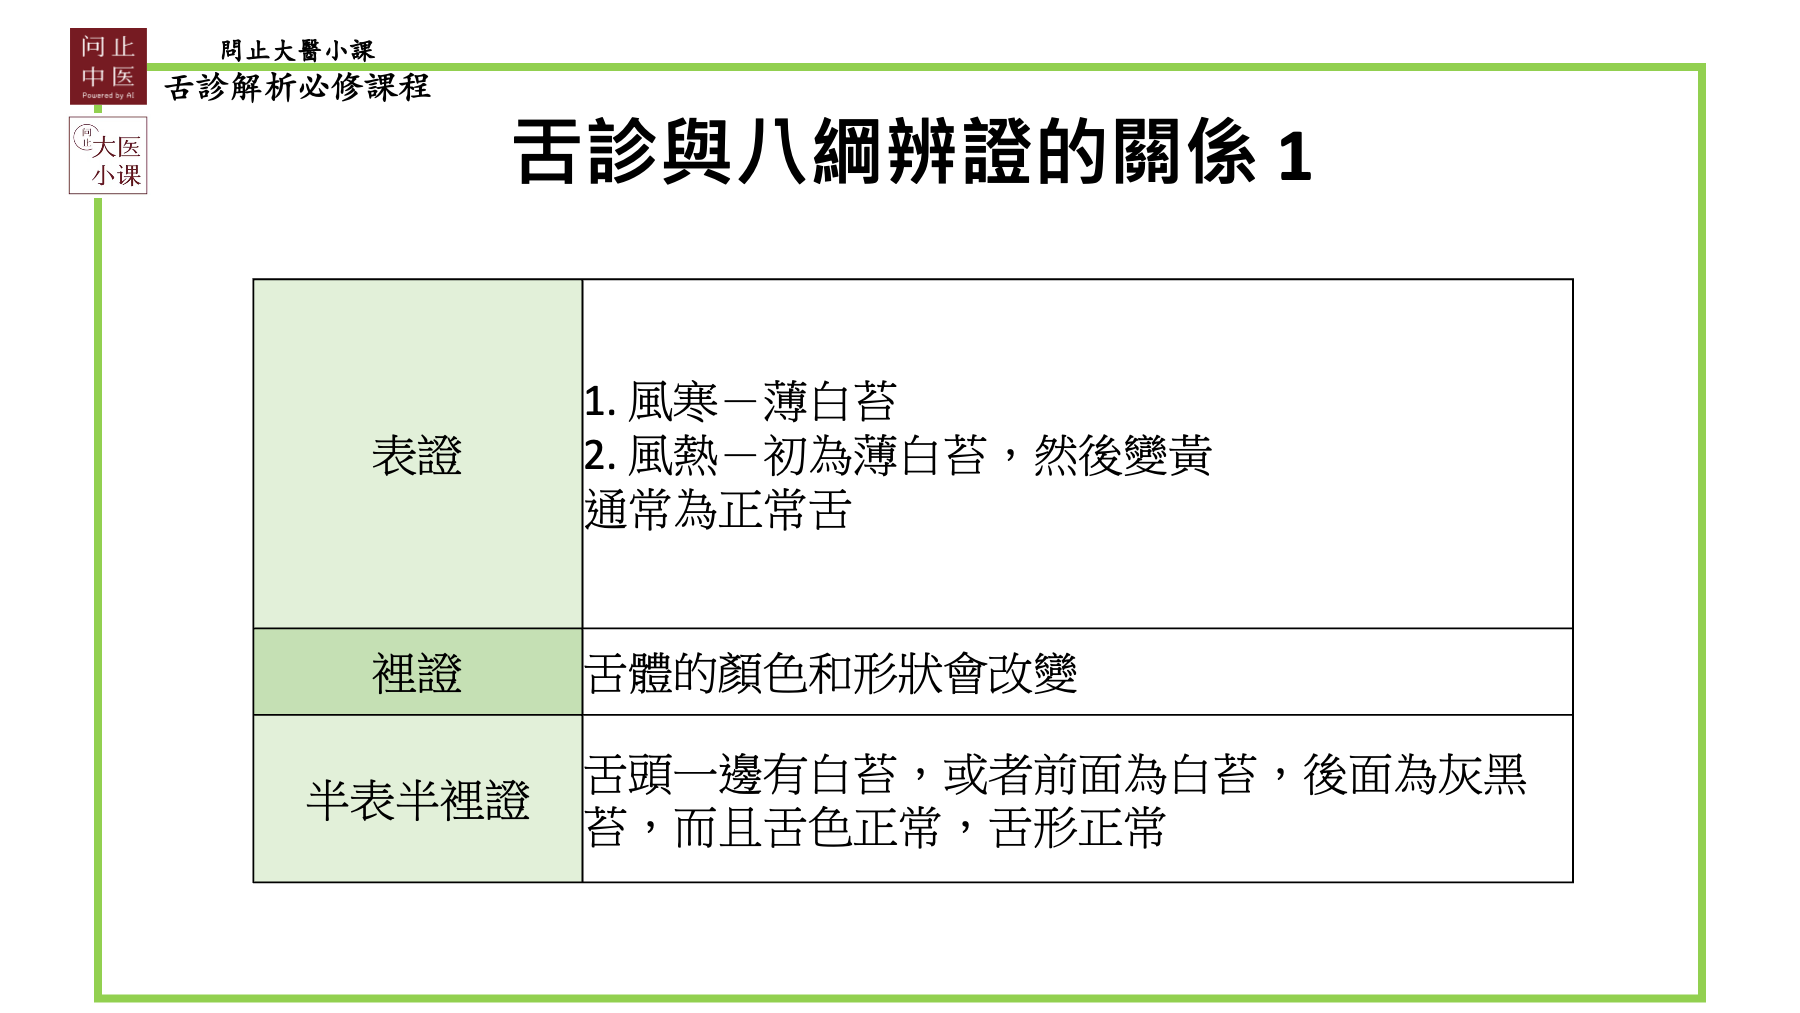 问止
中医
Powered by AI
問止大醫小課
舌診解析必修課程
问止
大医
小课
舌診與八綱辨證的關係 1
表證
1. 風寒－薄白苔
2. 風熱－初為薄白苔，然後變黃
通常為正常舌
裡證
舌體的顏色和形狀會改變
半表半裡證
舌頭一邊有白苔，或者前面為白苔，後面為灰黑
苔，而且舌色正常，舌形正常